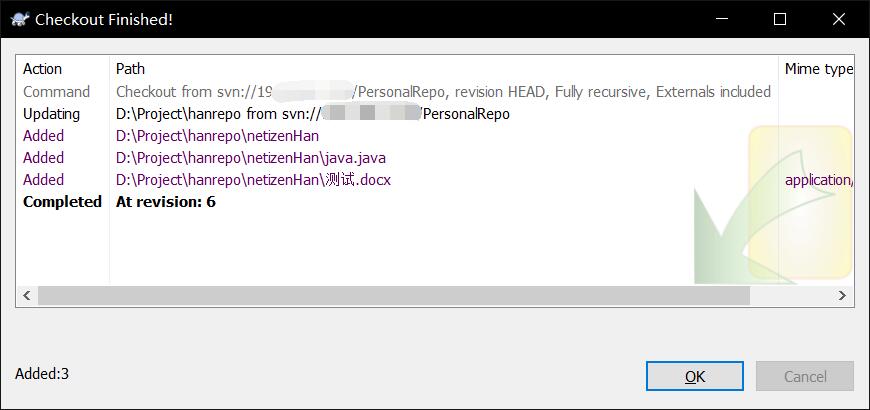 Checkout Finished!
Action Path Mime type
Command Checkout from svn://19 /PersonalRepo, revision HEAD, Fully recursive, Externals included
Updating D:\Project\hanrepo from svn:// /PersonalRepo
Added D:\Project\hanrepo\netizenHan
Added D:\Project\hanrepo\netizenHan\java.java
Added D:\Project\hanrepo\netizenHan\测试.docx application/
Completed At revision: 6
Added:3 OK Cancel